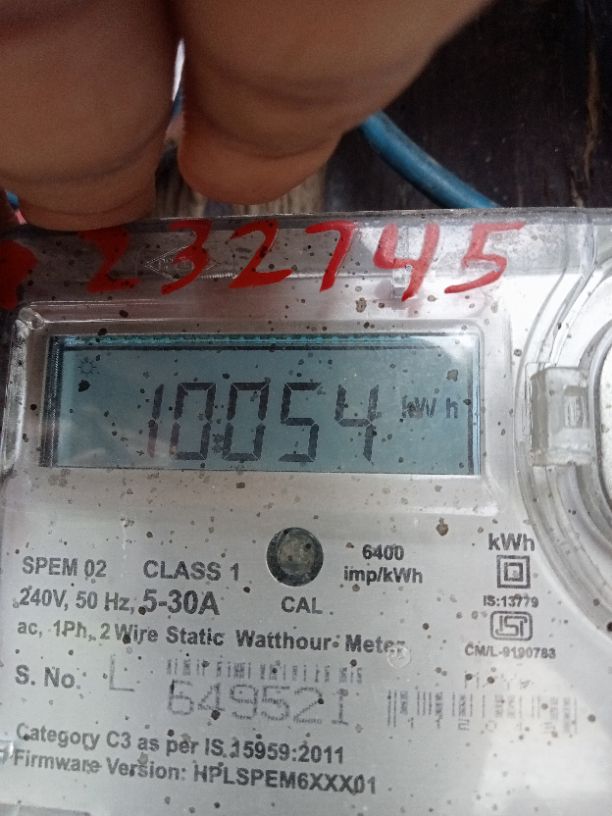 232745
10054 kWh
SPEM 02 CLASS 1 6400 imp/kWh kWh
240V, 50 Hz, 5-30A CAL IS:13779
ac, 1Ph, 2 Wire Static Watthour Meter CM/L-9190783
S. No. L 649521
Category C3 as per IS 15959:2011
Firmware Version: HPLSPEM6XXX01